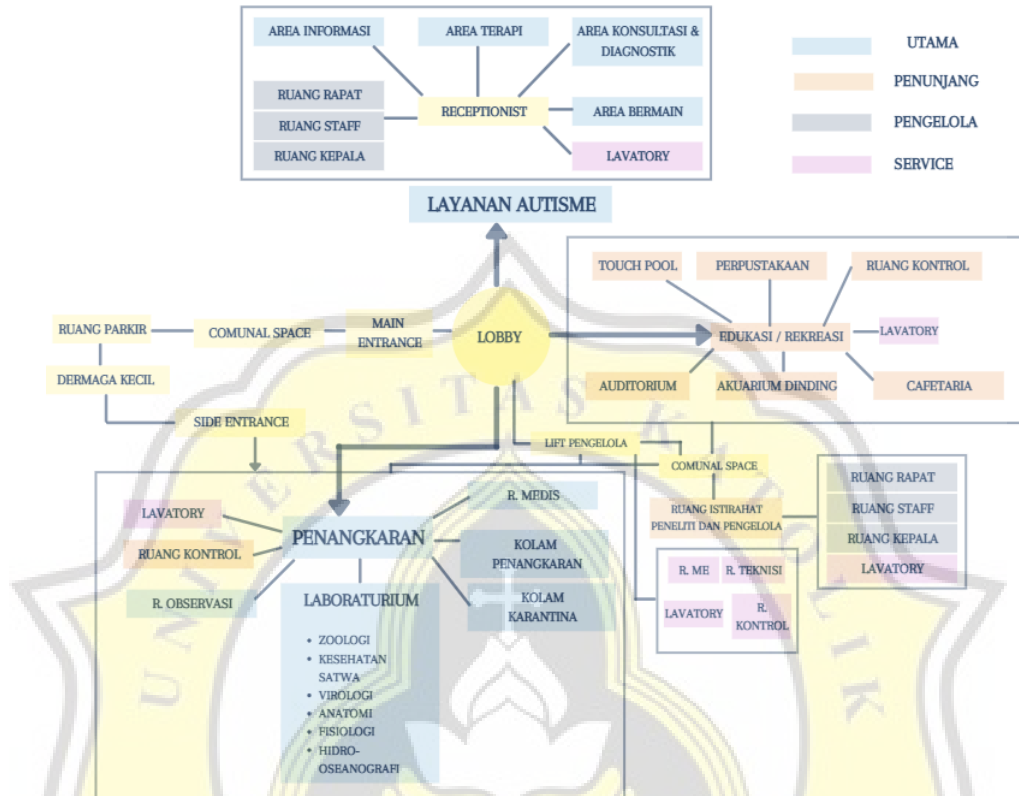 AREA INFORMASI
AREA TERAPI
AREA KONSULTASI &
DIAGNOSTIK
RUANG RAPAT
RUANG STAFF
RUANG KEPALA
RECEPTIONIST
AREA BERMAIN
LAVATORY
UTAMA
PENUNJANG
PENGELOLA
SERVICE
LAYANAN AUTISME
TOUCH POOL
PERPUSTAKAAN
RUANG KONTROL
RUANG PARKIR
COMUNAL SPACE
MAIN
ENTRANCE
LOBBY
EDUKASI / REKREASI
LAVATORY
DERMAGA KECIL
AUDITORIUM
AKUARIUM DINDING
CAFETARIA
SIDE ENTRANCE
LIFT PENGELOLA
COMUNAL SPACE
RUANG ISTIRAHAT
PENELITI DAN PENGELOLA
RUANG RAPAT
RUANG STAFF
RUANG KEPALA
LAVATORY
R. ME
R. TEKNISI
LAVATORY
R.
KONTROL
LAVATORY
RUANG KONTROL
R. OBSERVASI
PENANGKARAN
R. MEDIS
KOLAM
PENANGKARAN
KOLAM
KARANTINA
LABORATURIUM
• ZOOLOGI
• KESEHATAN
SATWA
• VIROLOGI
• ANATOMI
• FISIOLOGI
• HIDRO-
OSEANOGRAFI
UNIVERSITAS KATOLIK